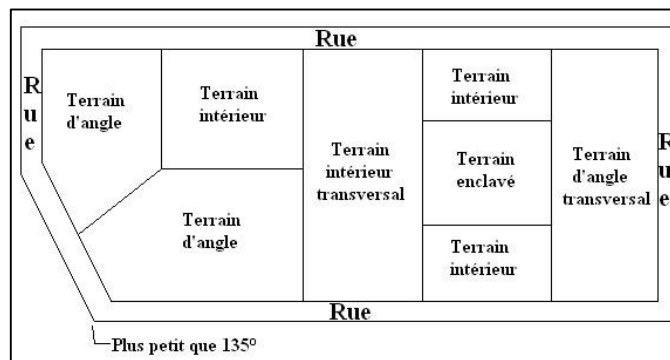 Rue
R
u
e
Terrain
d'angle
Terrain
intérieur
Terrain
intérieur
transversal
Terrain
intérieur
Terrain
enclavé
Terrain
d'angle
transversal
R
u
e
Terrain
d'angle
Terrain
intérieur
Rue
Plus petit que 135°